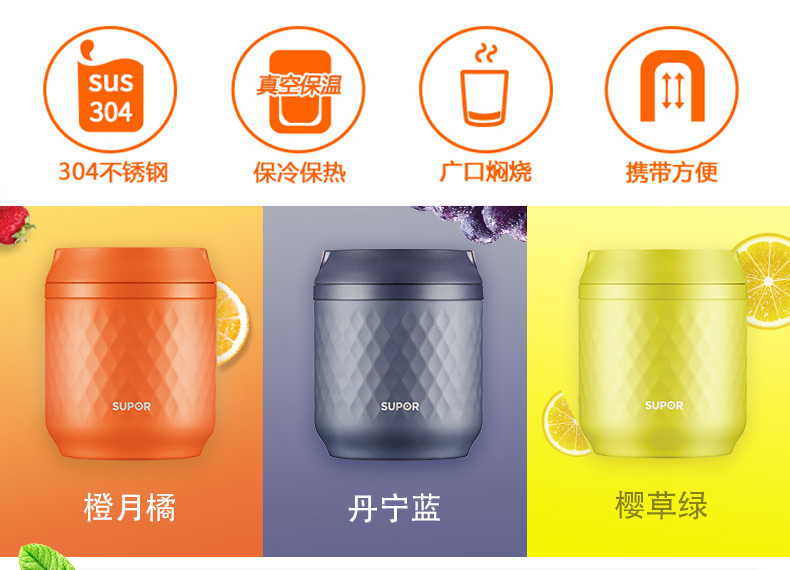 sus
304
真空保温
304不锈钢
保冷保热
广口焖烧
携带方便
SUPOR
SUPOR
SUPOR
橙月橘
丹宁蓝
樱草绿